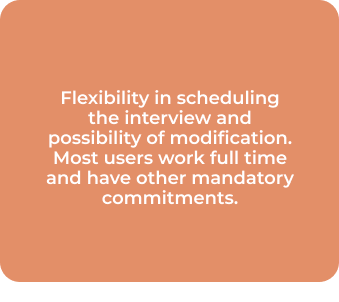 Flexibility in scheduling
the interview and
possibility of modification.
Most users work full time
and have other mandatory
commitments.